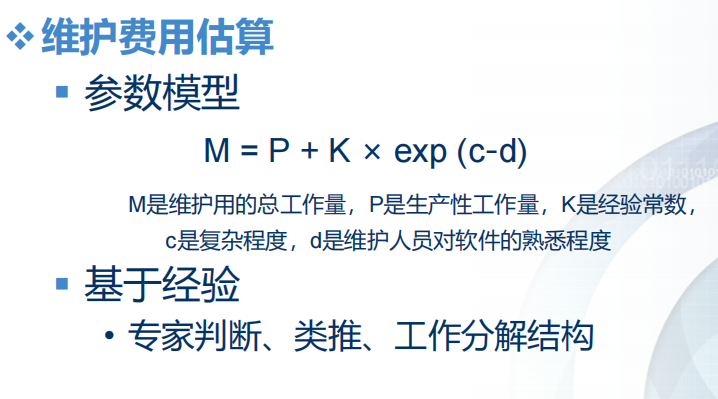 ❖维护费用估算
▪ 参数模型
M = P + K × exp (c-d)
M是维护用的总工作量，P是生产性工作量，K是经验常数，
c是复杂程度，d是维护人员对软件的熟悉程度
▪ 基于经验
• 专家判断、类推、工作分解结构